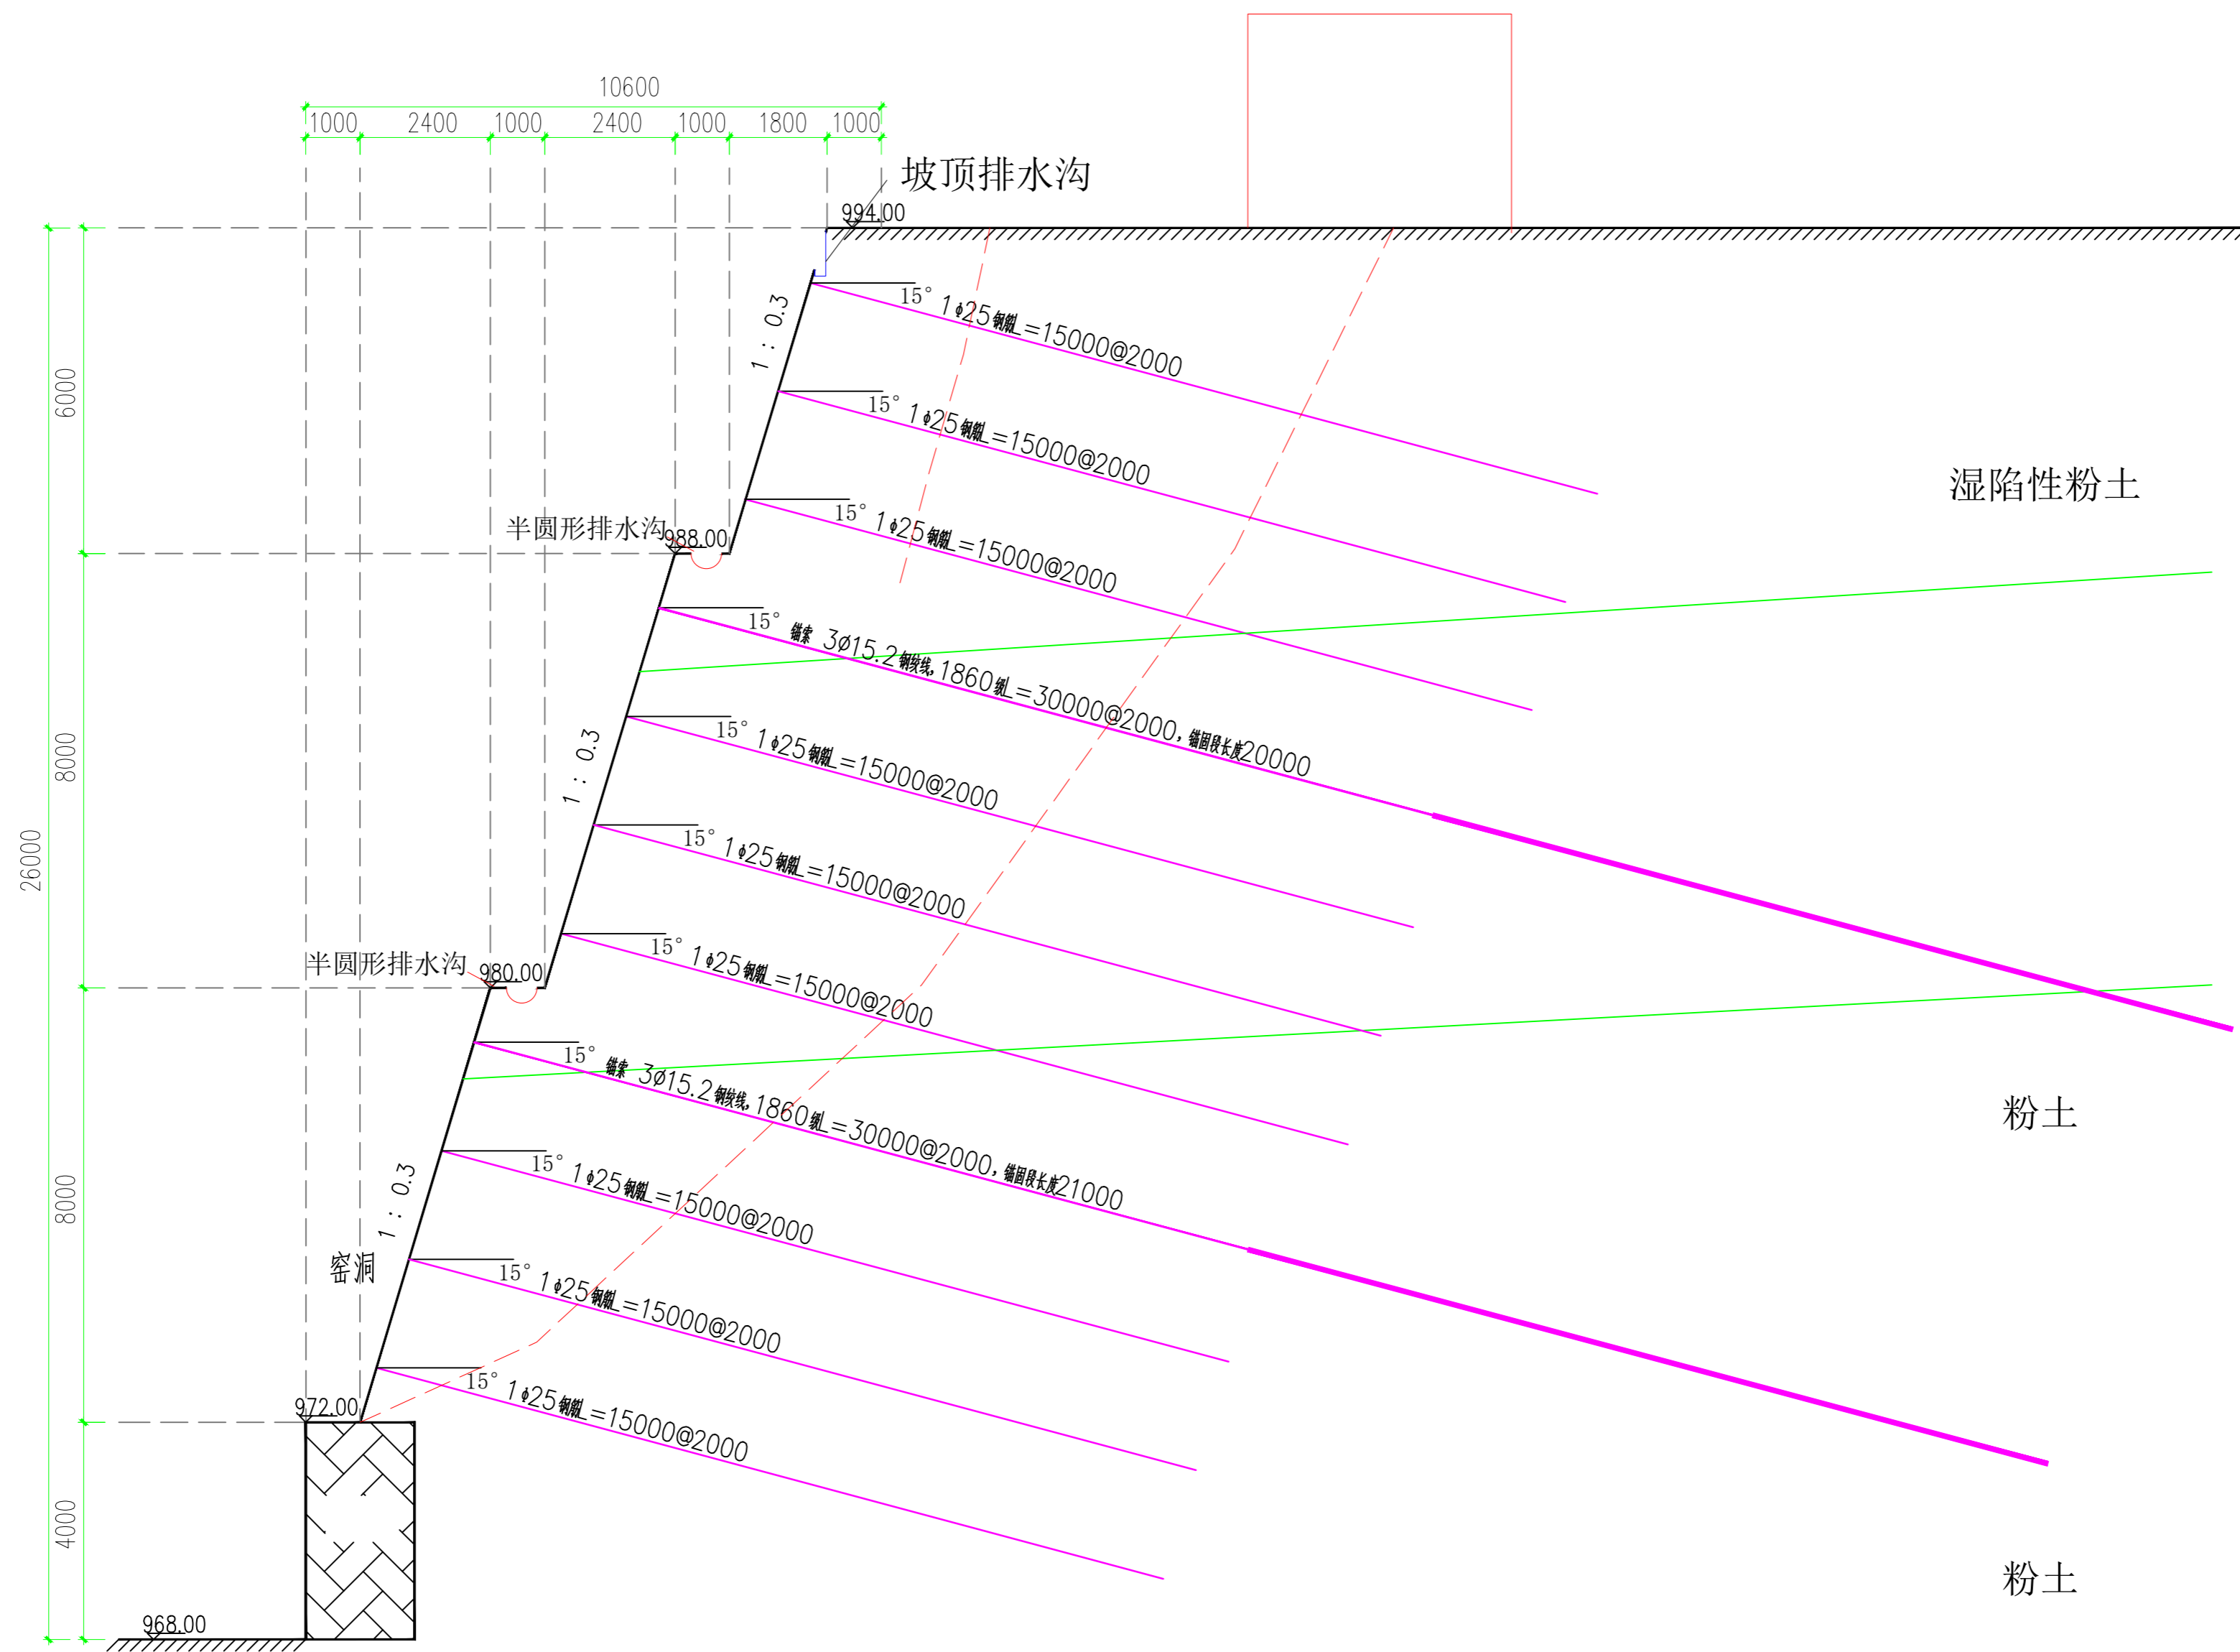 10600
1000 2400 1000 2400 1000 1800 1000
坡顶排水沟
994.00
15° 1ϕ25钢筋L=15000@2000
1：0.3
6000
15° 1ϕ25钢筋L=15000@2000
湿陷性粉土
15° 1ϕ25钢筋L=15000@2000
半圆形排水沟
988.00
15° 锚索 3ø15.2钢绞线,1860级L=30000@2000，锚固段长度20000
15° 1ϕ25钢筋L=15000@2000
8000
1：0.3
15° 1ϕ25钢筋L=15000@2000
26000
15° 1ϕ25钢筋L=15000@2000
半圆形排水沟
980.00
15° 锚索 3ø15.2钢绞线,1860级L=30000@2000，锚固段长度21000
粉土
15° 1ϕ25钢筋L=15000@2000
8000
1：0.3
窑洞
15° 1ϕ25钢筋L=15000@2000
15° 1ϕ25钢筋L=15000@2000
972.00
4000
粉土
968.00